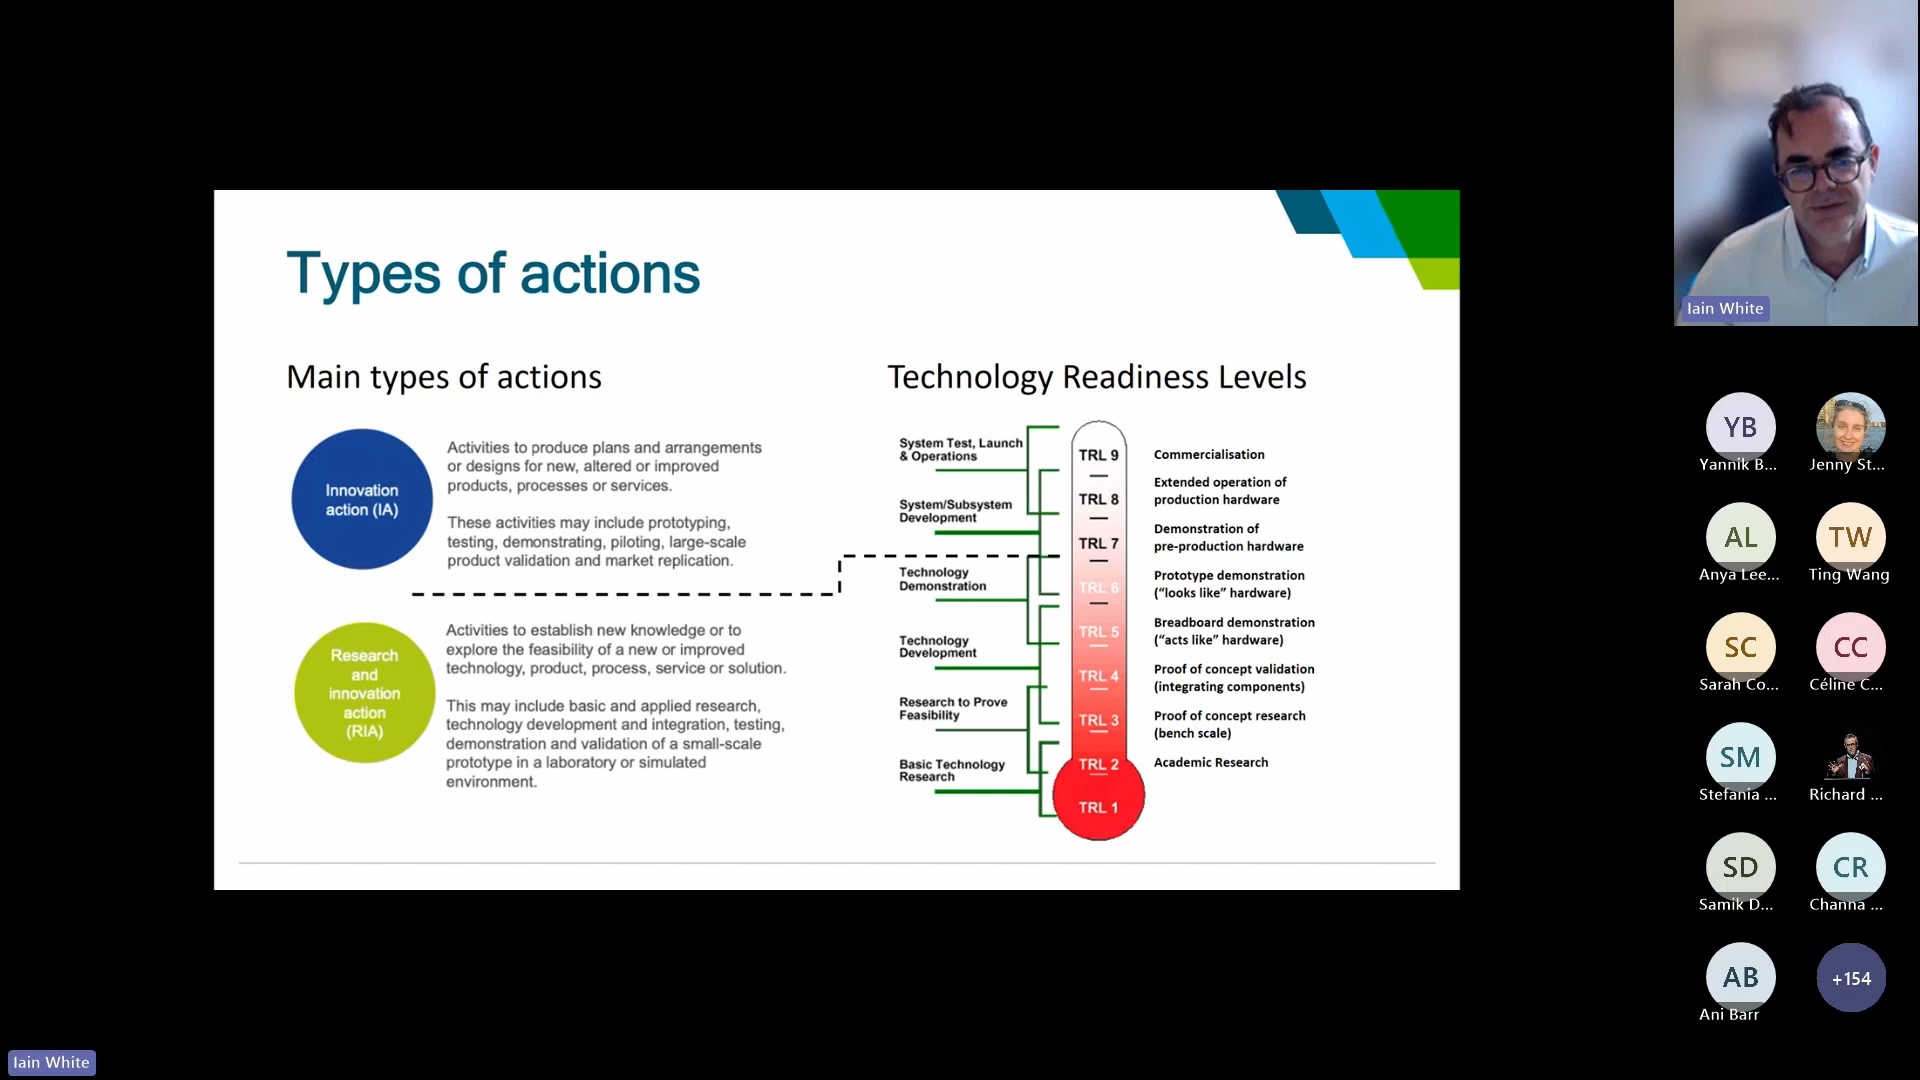 Types of actions
Main types of actions
Innovation
action (IA)
Activities to produce plans and arrangements
or designs for new, altered or improved
products, processes or services.
These activities may include prototyping,
testing, demonstrating, piloting, large-scale
product validation and market replication.
Research
and
innovation
action
(RIA)
Activities to establish new knowledge or to
explore the feasibility of a new or improved
technology, product, process, service or solution.
This may include basic and applied research,
technology development and integration, testing,
demonstration and validation of a small-scale
prototype in a laboratory or simulated
environment.
Technology Readiness Levels
System Test, Launch
& Operations
System/Subsystem
Development
Technology
Demonstration
Technology
Development
Research to Prove
Feasibility
Basic Technology
Research
TRL 9
TRL 8
TRL 7
TRL 6
TRL 5
TRL 4
TRL 3
TRL 2
TRL 1
Commercialisation
Extended operation of
production hardware
Demonstration of
pre-production hardware
Prototype demonstration
(“looks like” hardware)
Breadboard demonstration
(“acts like” hardware)
Proof of concept validation
(integrating components)
Proof of concept research
(bench scale)
Academic Research
Iain White
YB
Yannik B...
Jenny St...
AL
Anya Lee...
TW
Ting Wang
SC
Sarah Co...
CC
Céline C...
SM
Stefania ...
Richard ...
SD
Samik D...
CR
Channa ...
AB
Ani Barr
+154
Iain White